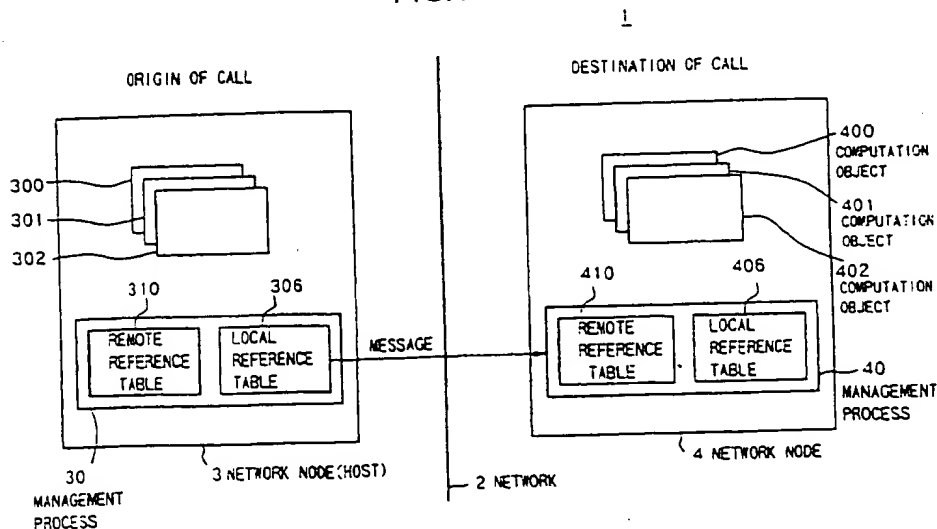 1
ORIGIN OF CALL
DESTINATION OF CALL
300
301
302
400
COMPUTATION
OBJECT
401
COMPUTATION
OBJECT
402
COMPUTATION
OBJECT
310
306
REMOTE
REFERENCE
TABLE
LOCAL
REFERENCE
TABLE
MESSAGE
410
406
REMOTE
REFERENCE
TABLE
LOCAL
REFERENCE
TABLE
40
MANAGEMENT
PROCESS
30
MANAGEMENT
PROCESS
3 NETWORK NODE(HOST)
2 NETWORK
4 NETWORK NODE